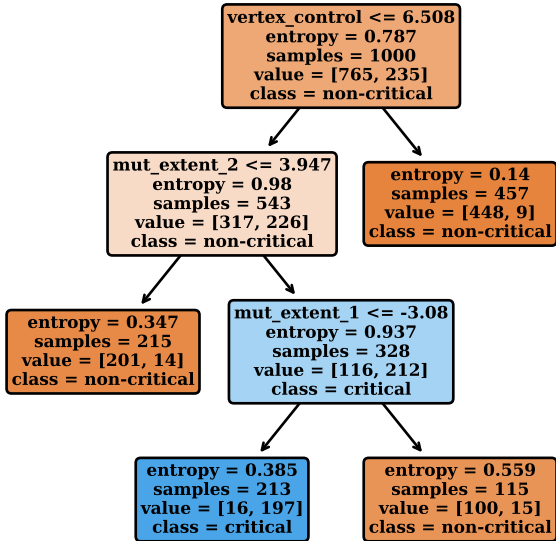 vertex_control <= 6.508
entropy = 0.787
samples = 1000
value = [765, 235]
class = non-critical
mut_extent_2 <= 3.947
entropy = 0.98
samples = 543
value = [317, 226]
class = non-critical
entropy = 0.14
samples = 457
value = [448, 9]
class = non-critical
entropy = 0.347
samples = 215
value = [201, 14]
class = non-critical
mut_extent_1 <= -3.08
entropy = 0.937
samples = 328
value = [116, 212]
class = critical
entropy = 0.385
samples = 213
value = [16, 197]
class = critical
entropy = 0.559
samples = 115
value = [100, 15]
class = non-critical